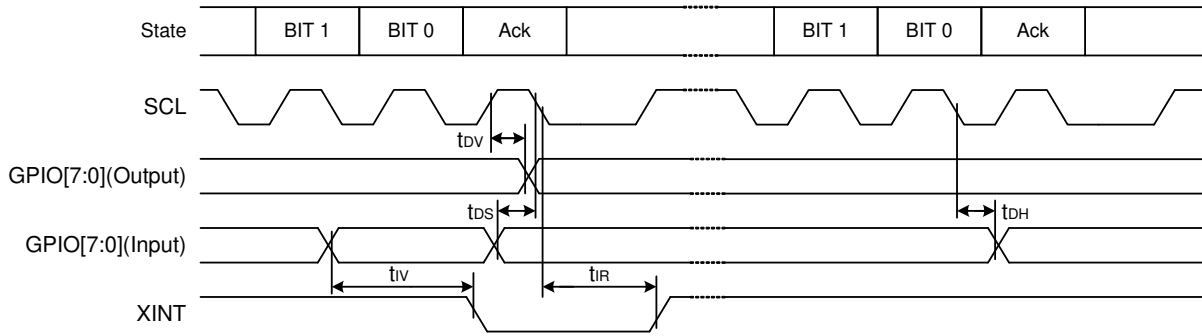 State BIT 1 BIT 0 Ack BIT 1 BIT 0 Ack
SCL
tDV
GPIO[7:0](Output)
tDS tDH
GPIO[7:0](Input)
tIV tIR
XINT